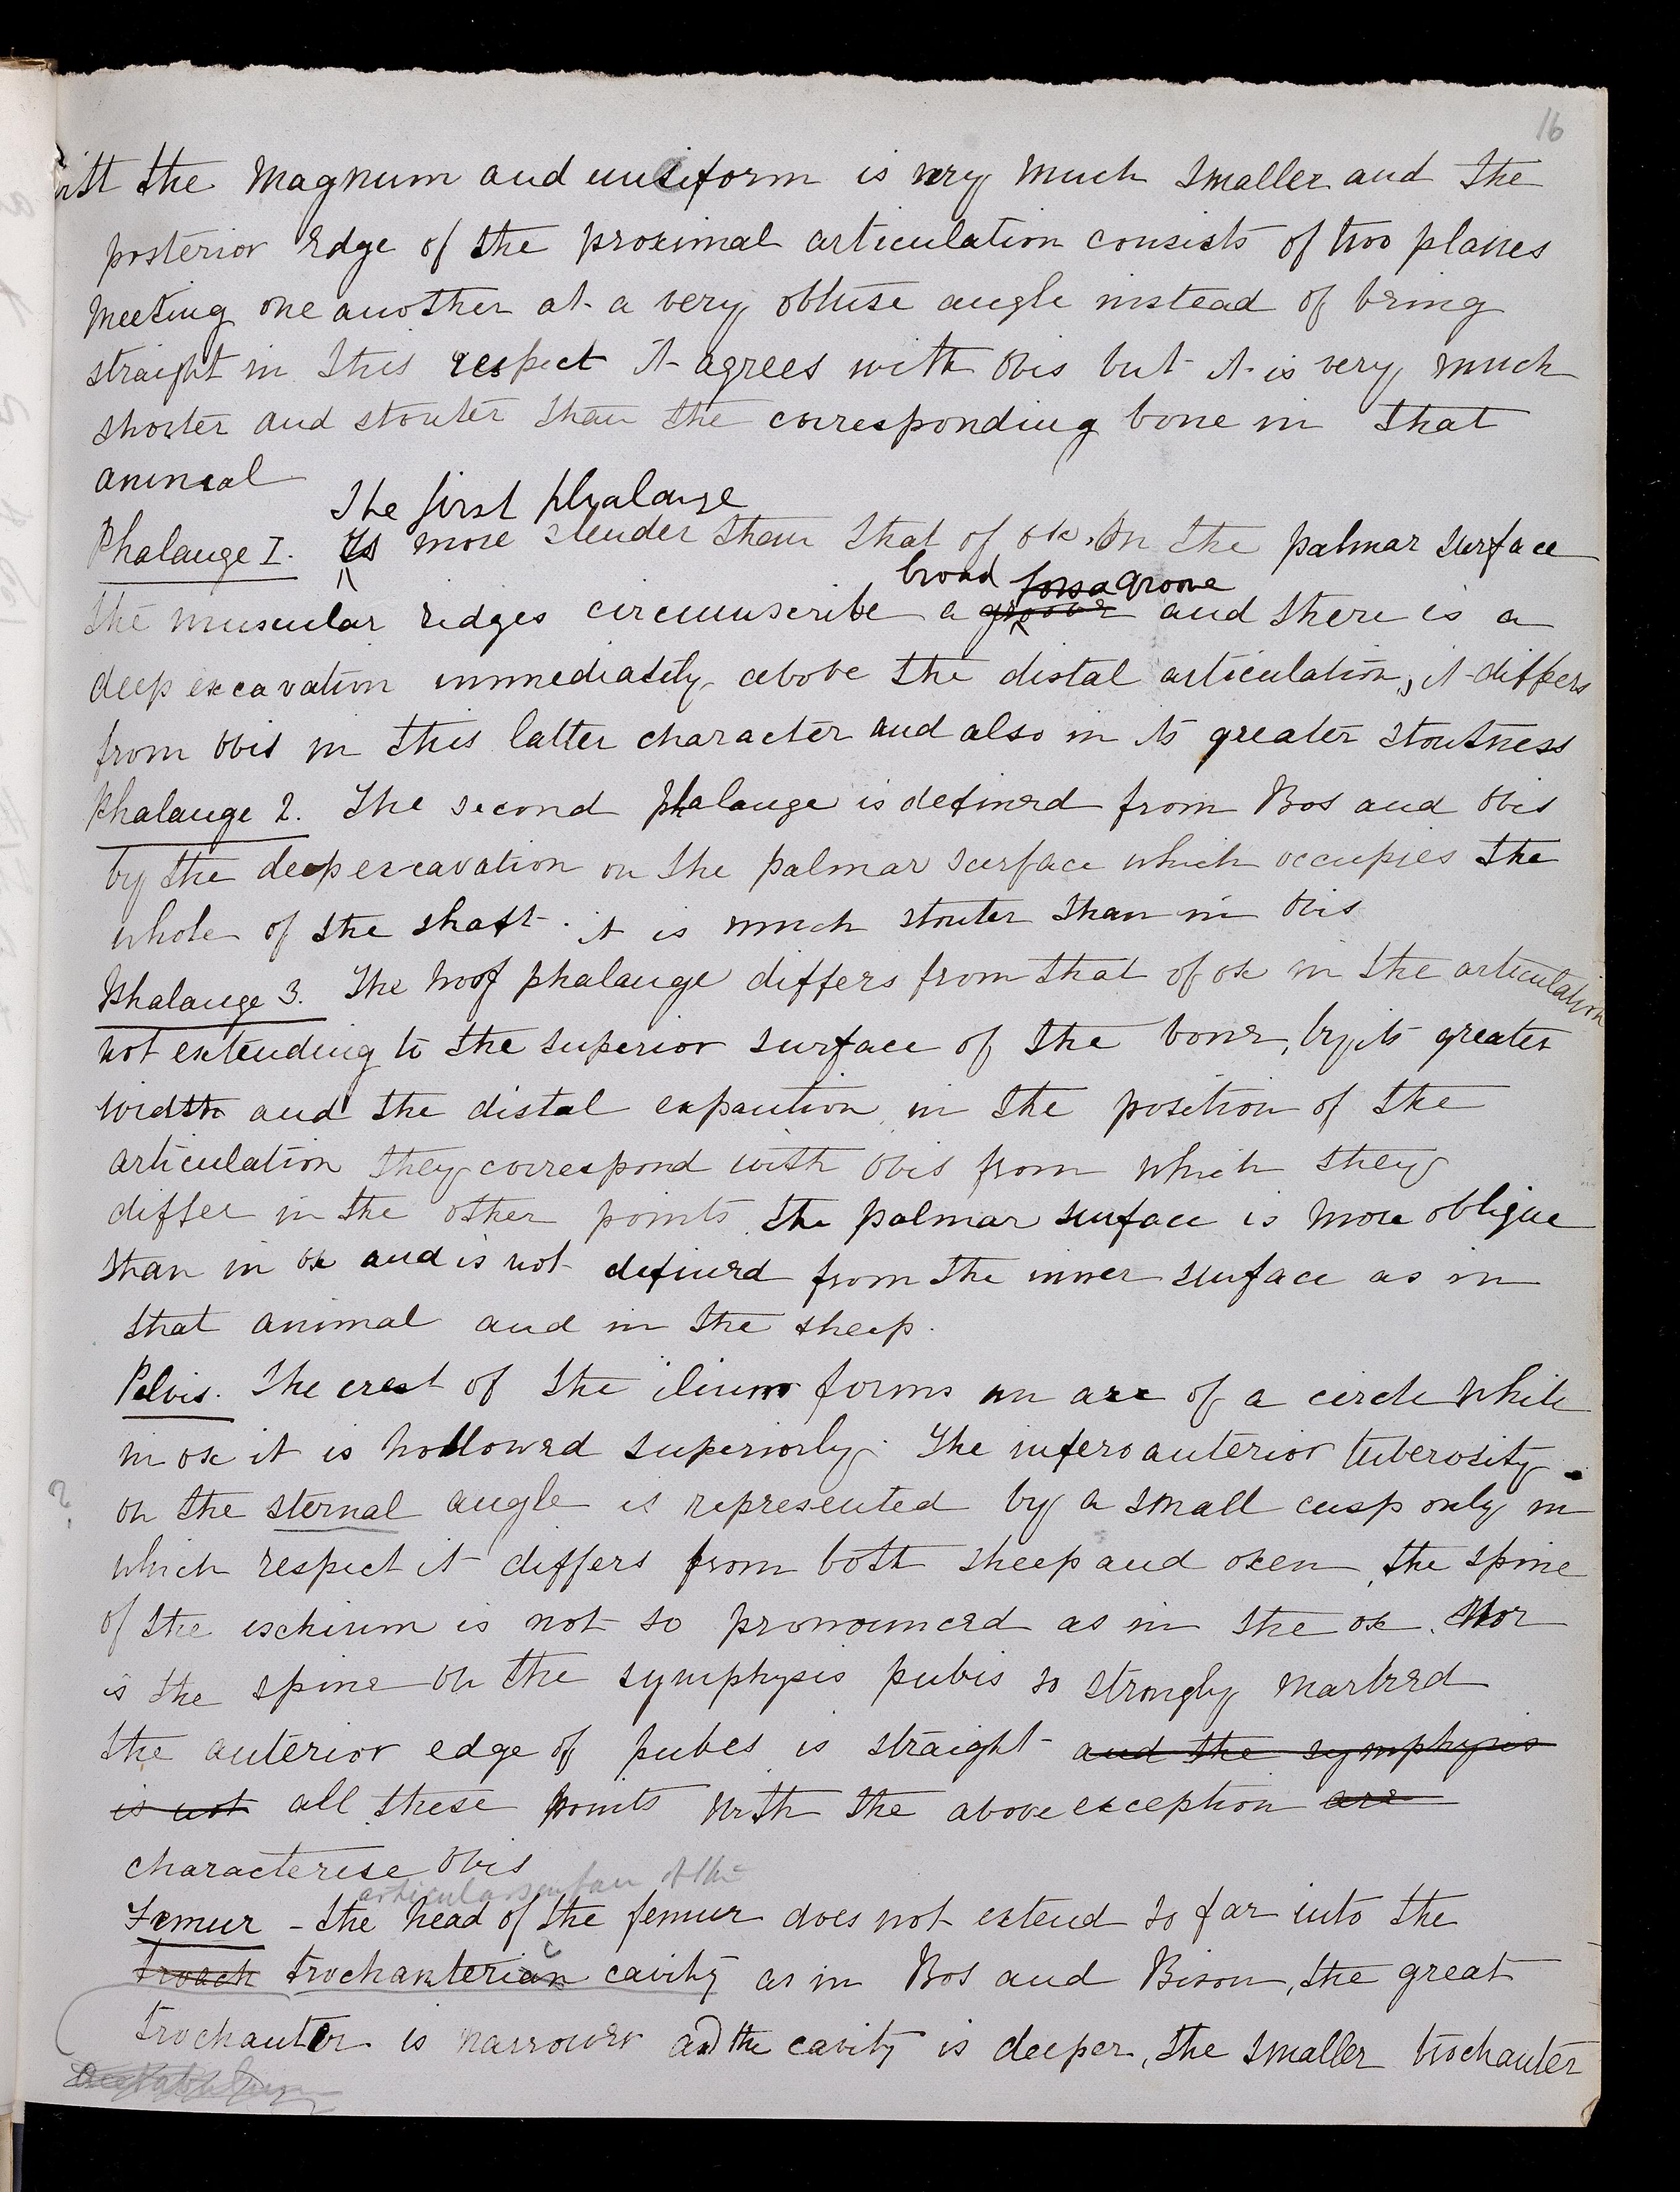 16
with the Magnum and unciform is very much smaller and the
posterior edge of the proximal articulation consists of two planes
meeting one another at a very obtuse angle instead of being
straight in this respect it agrees with Ovis but it is very much
shorter and stouter than the corresponding bone in that
animal
The first phalange
Phalange I. Is more slender than that of ox. On the palmar surface
broad fossa groove
the muscular ridges circumscribe a groove and there is a
deep excavation immediately above the distal articulation, it differs
from Ovis in this latter character and also in its greater stoutness
Phalange 2. The second phalange is defined from Bos and Ovis
by the deep excavation on the palmar surface which occupies the
whole of the shaft. it is much stouter than in Ovis
Phalange 3. The hoof phalange differs from that of ox in the articulation
not extending to the superior surface of the bone, by its greater
width and the distal expantion, in the position of the
articulation they correspond with Ovis from which they
differ in the other points. the palmar surface is more oblique
than in ox and is not defined from the inner surface as in
that animal and in the sheep.
Pelvis. The crest of the ilium forms an arc of a circle while
in ox it is hollowed superiorly. The inferoanterior tuberosity
? on the sternal angle is represented by a small cusp only in
which respect it differs from both sheep and oxen, the spine
of the ischium is not so pronounced as in the ox. Nor
is the spine on the symphysis pubis so strongly marked
the anterior edge of pubes is straight and the symphysis
is not all these points with the above exception are
characterise Ovis
articular surface of the
Femur - the head of the femur does not extend so far into the
troach trochanterian cavity as in Bos and Bison, the great
trochanter is narrower and the cavity is deeper, the smaller trochanter